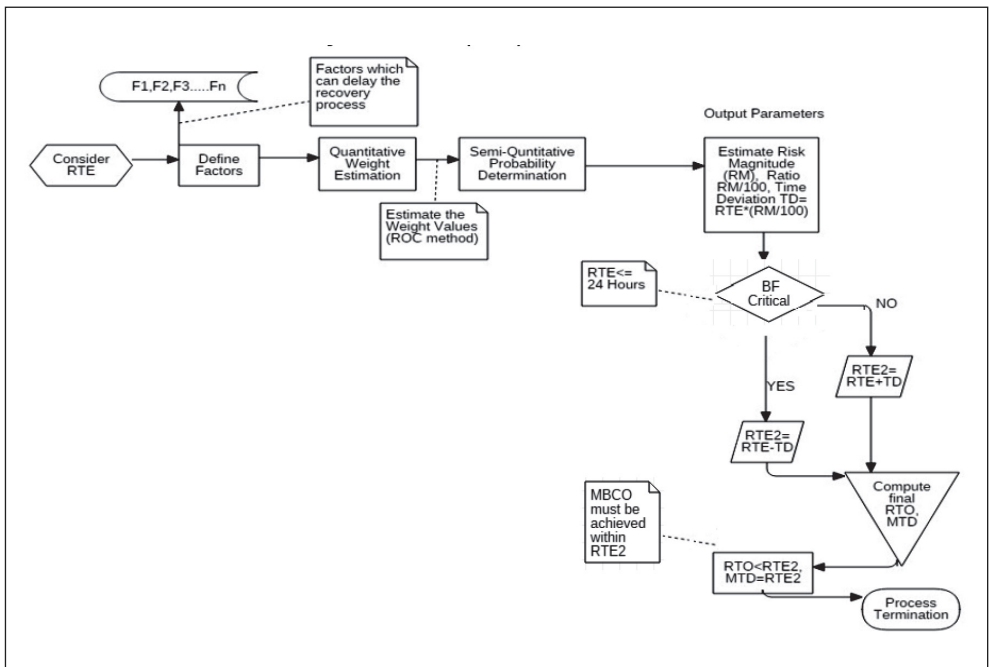 F1,F2,F3.....Fn
Factors which
can delay the
recovery
process
Consider
RTE
Define
Factors
Quantitative
Weight
Estimation
Estimate the
Weight Values
(ROC method)
Semi-Quntitative
Probability
Determination
Output Parameters
Estimate Risk
Magnitude
(RM), Ratio
RM/100, Time
Deviation TD=
RTE*(RM/100)
RTE<=
24 Hours
BF
Critical
NO
YES
RTE2=
RTE+TD
RTE2=
RTE-TD
Compute
final
RTO,
MTD
MBCO
must be
achieved
within
RTE2
RTO<RTE2,
MTD=RTE2
Process
Termination